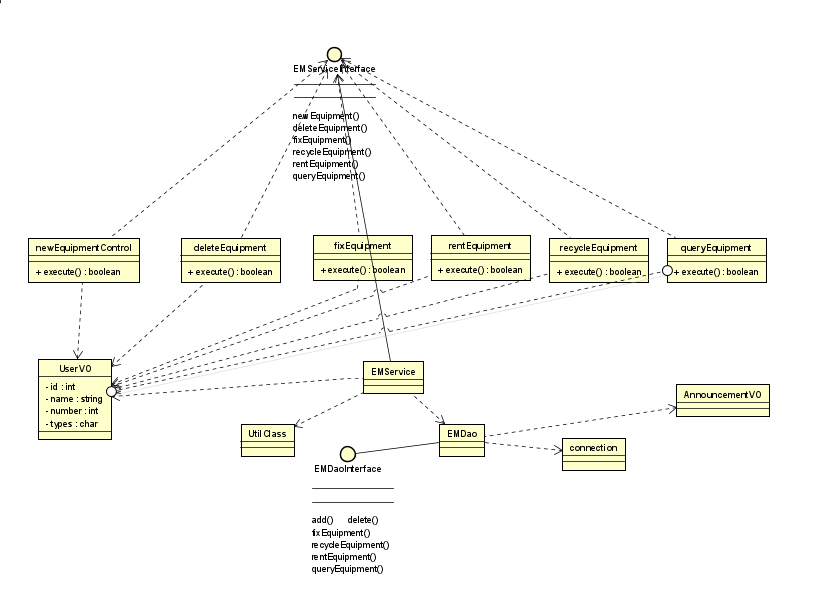 EMServiceInterface
newEquipment()
deleteEquipment()
fixEquipment()
recycleEquipment()
rentEquipment()
queryEquipment()
newEquipmentControl
+ execute() : boolean
deleteEquipment
+ execute() : boolean
fixEquipment
+ execute() : boolean
rentEquipment
+ execute() : boolean
recycleEquipment
+ execute() : boolean
queryEquipment
+ execute() : boolean
UserVO
- id : int
- name : string
- number : int
- types : char
EMService
AnnouncementVO
UtilClass
EMDao
connection
EMDaoInterface
add() delete()
fixEquipment()
recycleEquipment()
rentEquipment()
queryEquipment()